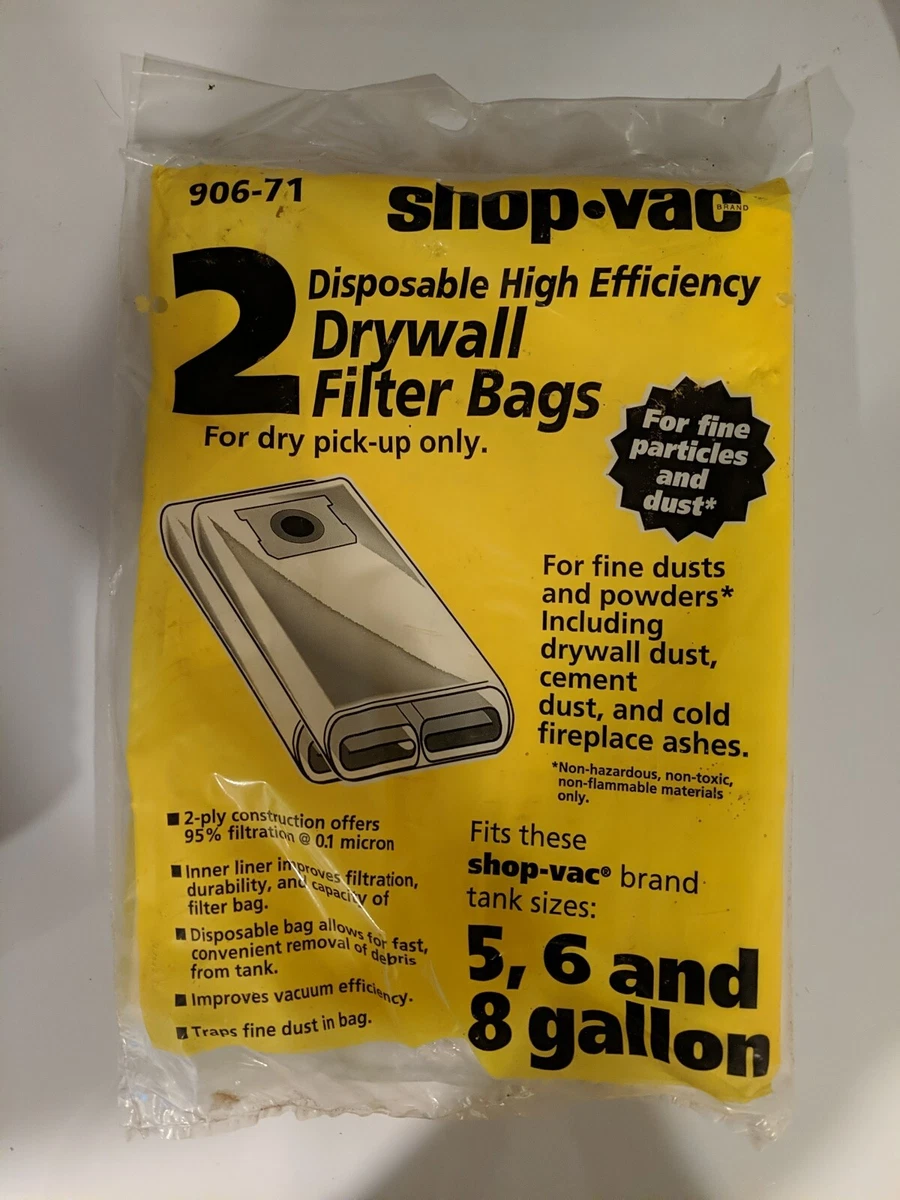 906-71
shop·vac
BRAND
2
Disposable High Efficiency
Drywall
Filter Bags
For dry pick-up only.
For fine
particles
and
dust*
For fine dusts
and powders*
Including
drywall dust,
cement
dust, and cold
fireplace ashes.
*Non-hazardous, non-toxic,
non-flammable materials
only.
■ 2-ply construction offers
95% filtration @ 0.1 micron
■ Inner liner improves filtration,
durability, and capacity of
filter bag.
■ Disposable bag allows for fast,
convenient removal of debris
from tank.
■ Improves vacuum efficiency.
■ Traps fine dust in bag.
Fits these
shop-vac® brand
tank sizes:
5, 6 and
8 gallon